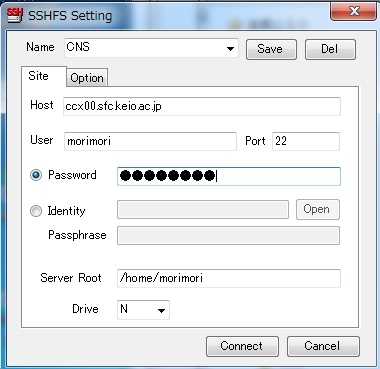 SSH SSHFS Setting
Name CNS Save Del
Site Option
Host ccx00.sfc.keio.ac.jp
User morimori Port 22
Password ●●●●●●●●
Identity Open
Passphrase
Server Root /home/morimori
Drive N
Connect Cancel